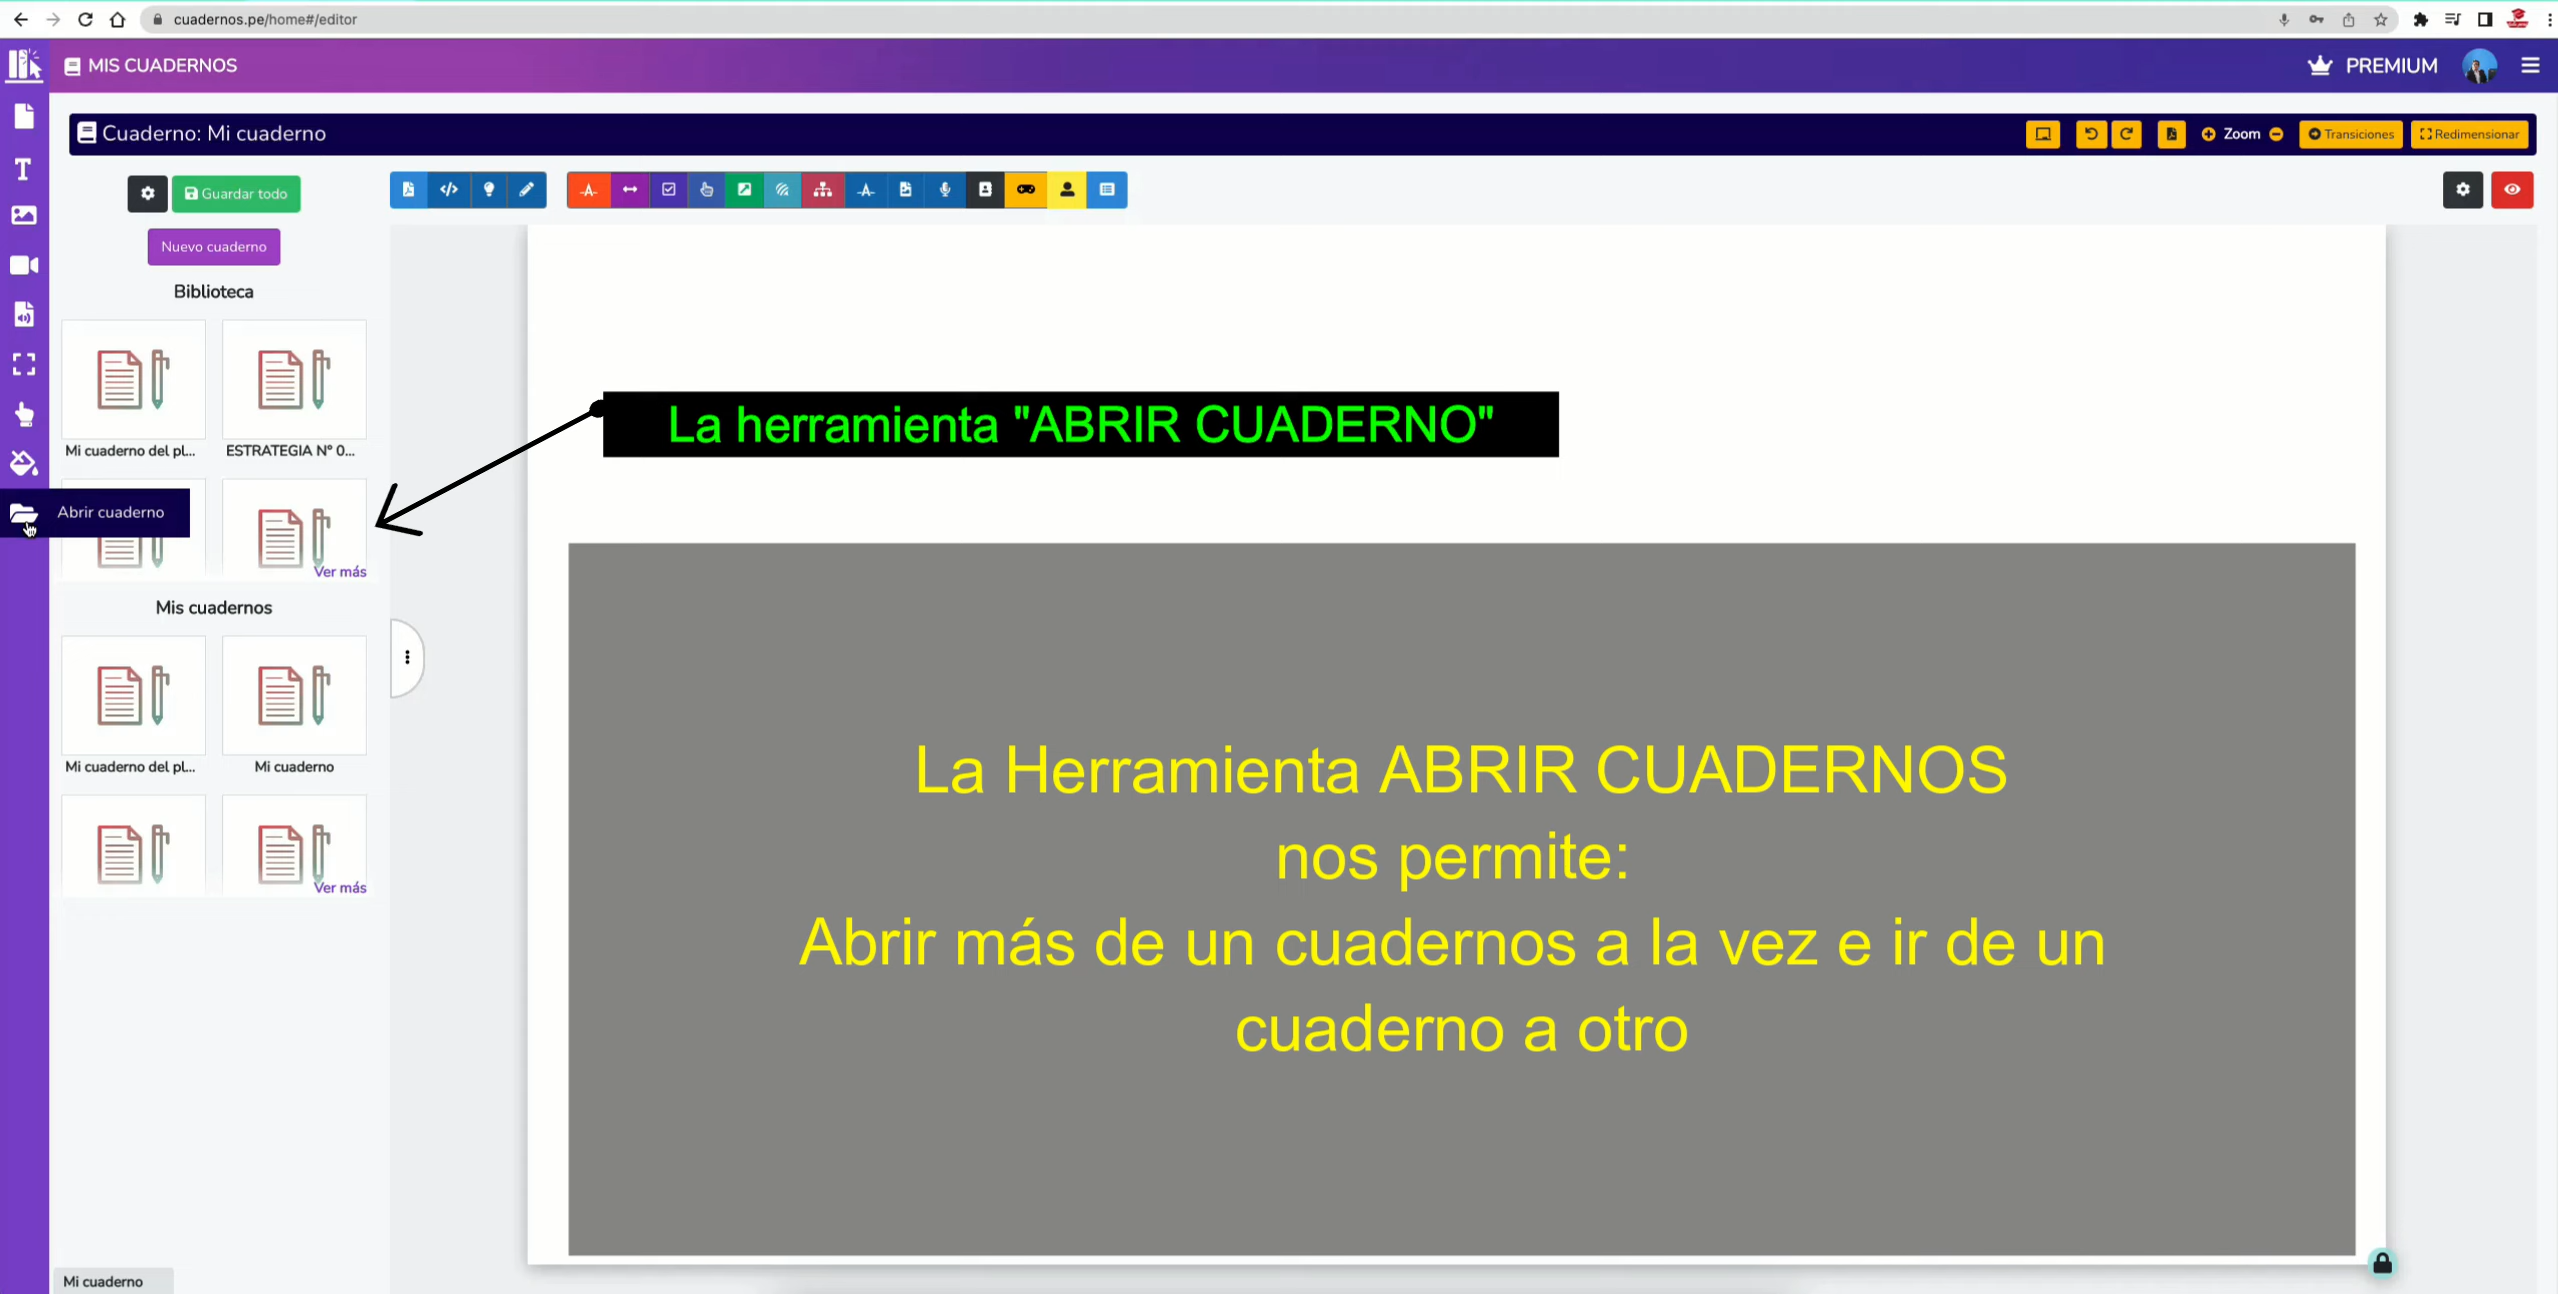 cuadernos.pe/home#/editor
MIS CUADERNOS
PREMIUM
Cuaderno: Mi cuaderno
Zoom
Transiciones
Redimensionar
Guardar todo
Nuevo cuaderno
Biblioteca
Mi cuaderno del pl...
ESTRATEGIA N° 0...
Abrir cuaderno
Ver más
Mis cuadernos
Mi cuaderno del pl...
Mi cuaderno
Ver más
Mi cuaderno
La herramienta "ABRIR CUADERNO"
La Herramienta ABRIR CUADERNOS
nos permite:
Abrir más de un cuadernos a la vez e ir de un
cuaderno a otro